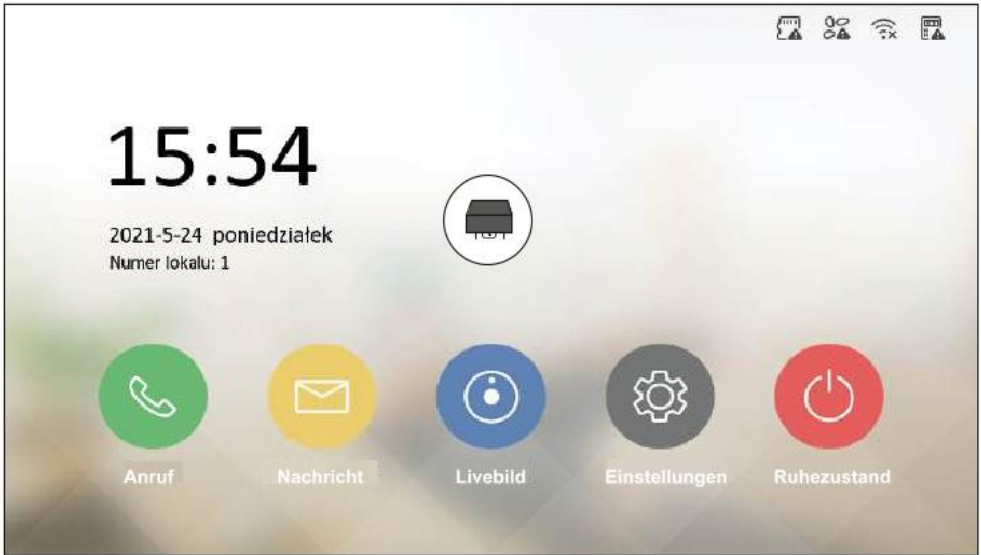 15:54
2021-5-24 poniedziałek
Numer lokalu: 1
Anruf
Nachricht
Livebild
Einstellungen
Ruhezustand